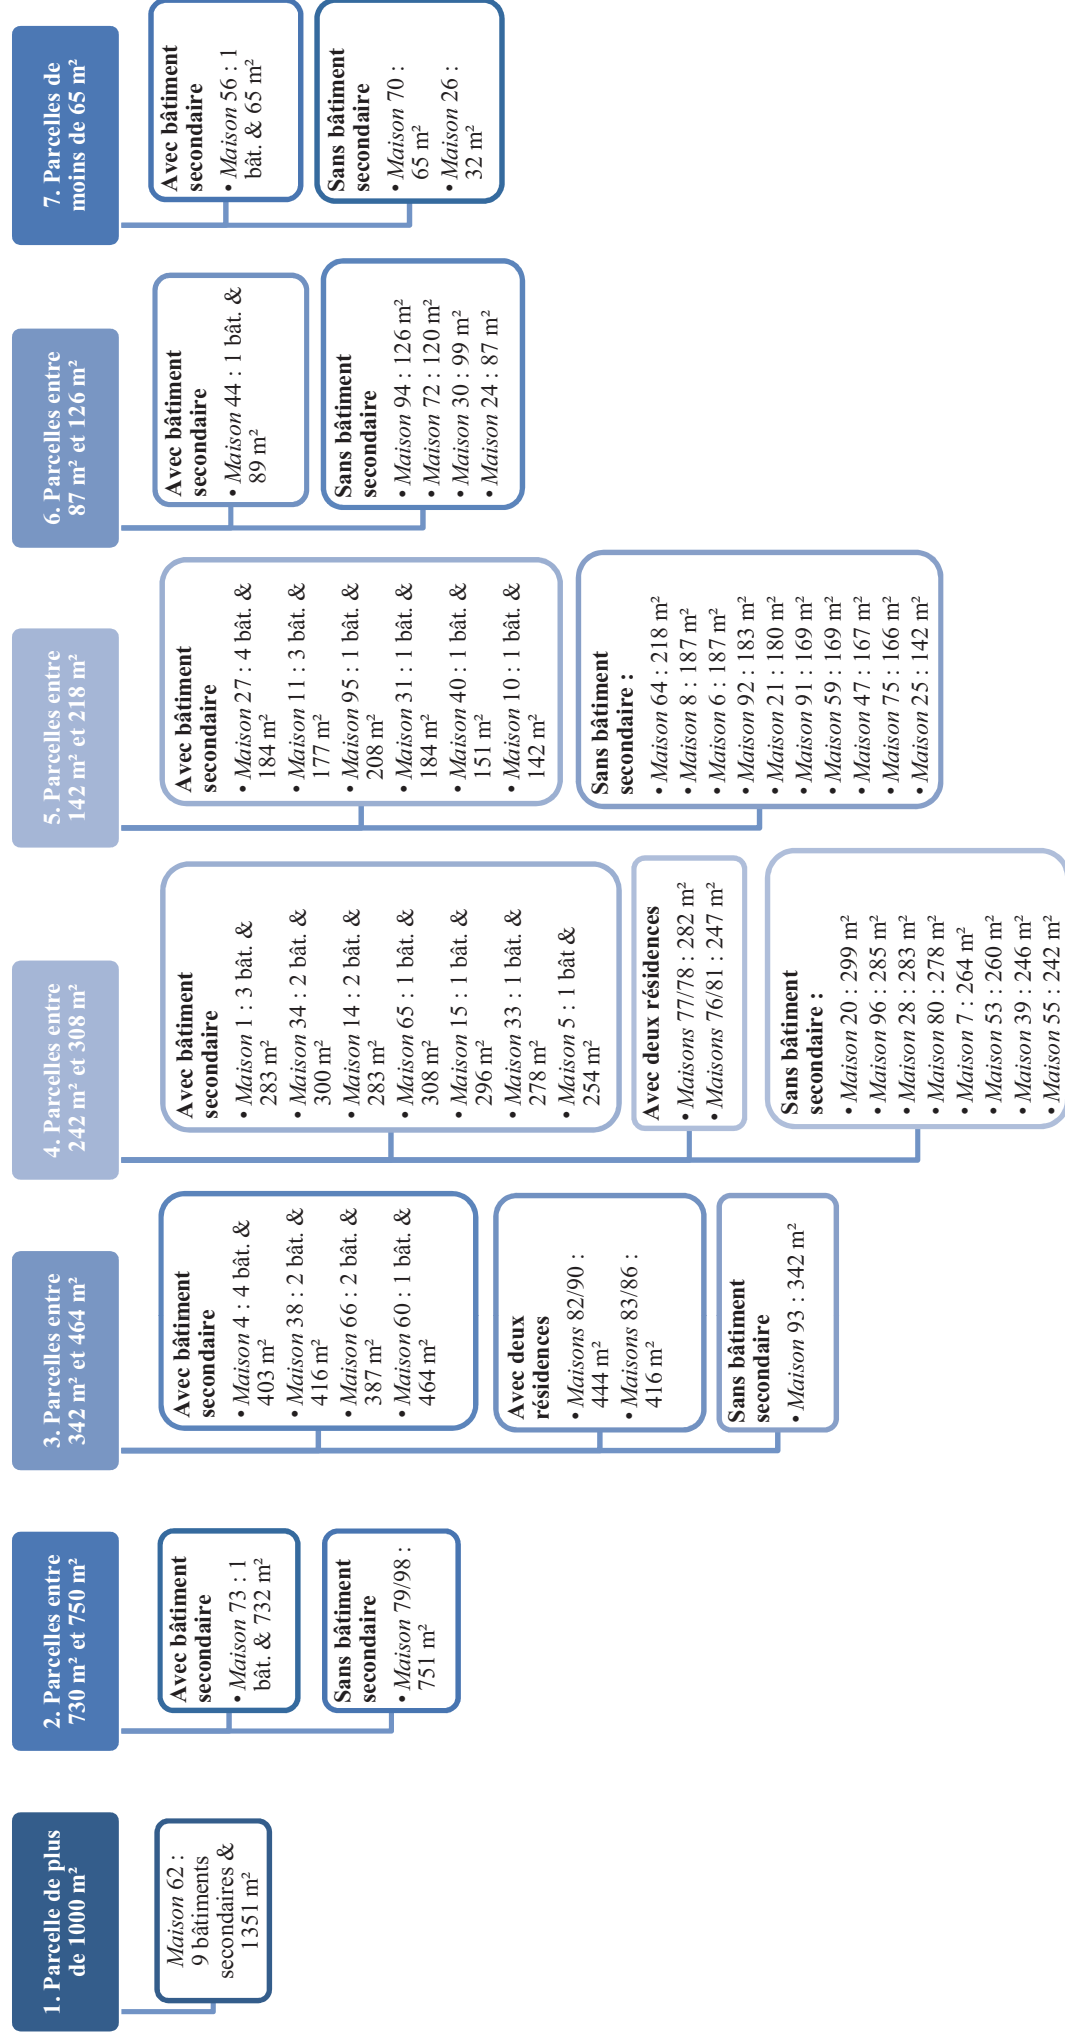 1. Parcelle de plus
de 1000 m²
Maison 62 :
9 bâtiments
secondaires &
1351 m²
2. Parcelles entre
730 m² et 750 m²
Avec bâtiment
secondaire
• Maison 73 : 1
bât. & 732 m²
Sans bâtiment
secondaire
• Maison 79/98 :
751 m²
3. Parcelles entre
342 m² et 464 m²
Avec bâtiment
secondaire
• Maison 4 : 4 bât. &
403 m²
• Maison 38 : 2 bât. &
416 m²
• Maison 66 : 2 bât. &
387 m²
• Maison 60 : 1 bât. &
464 m²
Avec deux
résidences
• Maisons 82/90 :
444 m²
• Maisons 83/86 :
416 m²
Sans bâtiment
secondaire
• Maison 93 : 342 m²
4. Parcelles entre
242 m² et 308 m²
Avec bâtiment
secondaire
• Maison 1 : 3 bât. &
283 m²
• Maison 34 : 2 bât. &
300 m²
• Maison 14 : 2 bât. &
283 m²
• Maison 65 : 1 bât. &
308 m²
• Maison 15 : 1 bât. &
296 m²
• Maison 33 : 1 bât. &
278 m²
• Maison 5 : 1 bât &
254 m²
Avec deux résidences
• Maisons 77/78 : 282 m²
• Maisons 76/81 : 247 m²
Sans bâtiment
secondaire :
• Maison 20 : 299 m²
• Maison 96 : 285 m²
• Maison 28 : 283 m²
• Maison 80 : 278 m²
• Maison 7 : 264 m²
• Maison 53 : 260 m²
• Maison 39 : 246 m²
• Maison 55 : 242 m²
5. Parcelles entre
142 m² et 218 m²
Avec bâtiment
secondaire
• Maison 27 : 4 bât. &
184 m²
• Maison 11 : 3 bât. &
177 m²
• Maison 95 : 1 bât. &
208 m²
• Maison 31 : 1 bât. &
184 m²
• Maison 40 : 1 bât. &
151 m²
• Maison 10 : 1 bât. &
142 m²
Sans bâtiment
secondaire :
• Maison 64 : 218 m²
• Maison 8 : 187 m²
• Maison 6 : 187 m²
• Maison 92 : 183 m²
• Maison 21 : 180 m²
• Maison 91 : 169 m²
• Maison 59 : 169 m²
• Maison 47 : 167 m²
• Maison 75 : 166 m²
• Maison 25 : 142 m²
6. Parcelles entre
87 m² et 126 m²
Avec bâtiment
secondaire
• Maison 44 : 1 bât. &
89 m²
Sans bâtiment
secondaire
• Maison 94 : 126 m²
• Maison 72 : 120 m²
• Maison 30 : 99 m²
• Maison 24 : 87 m²
7. Parcelles de
moins de 65 m²
Avec bâtiment
secondaire
• Maison 56 : 1
bât. & 65 m²
Sans bâtiment
secondaire
• Maison 70 :
65 m²
• Maison 26 :
32 m²